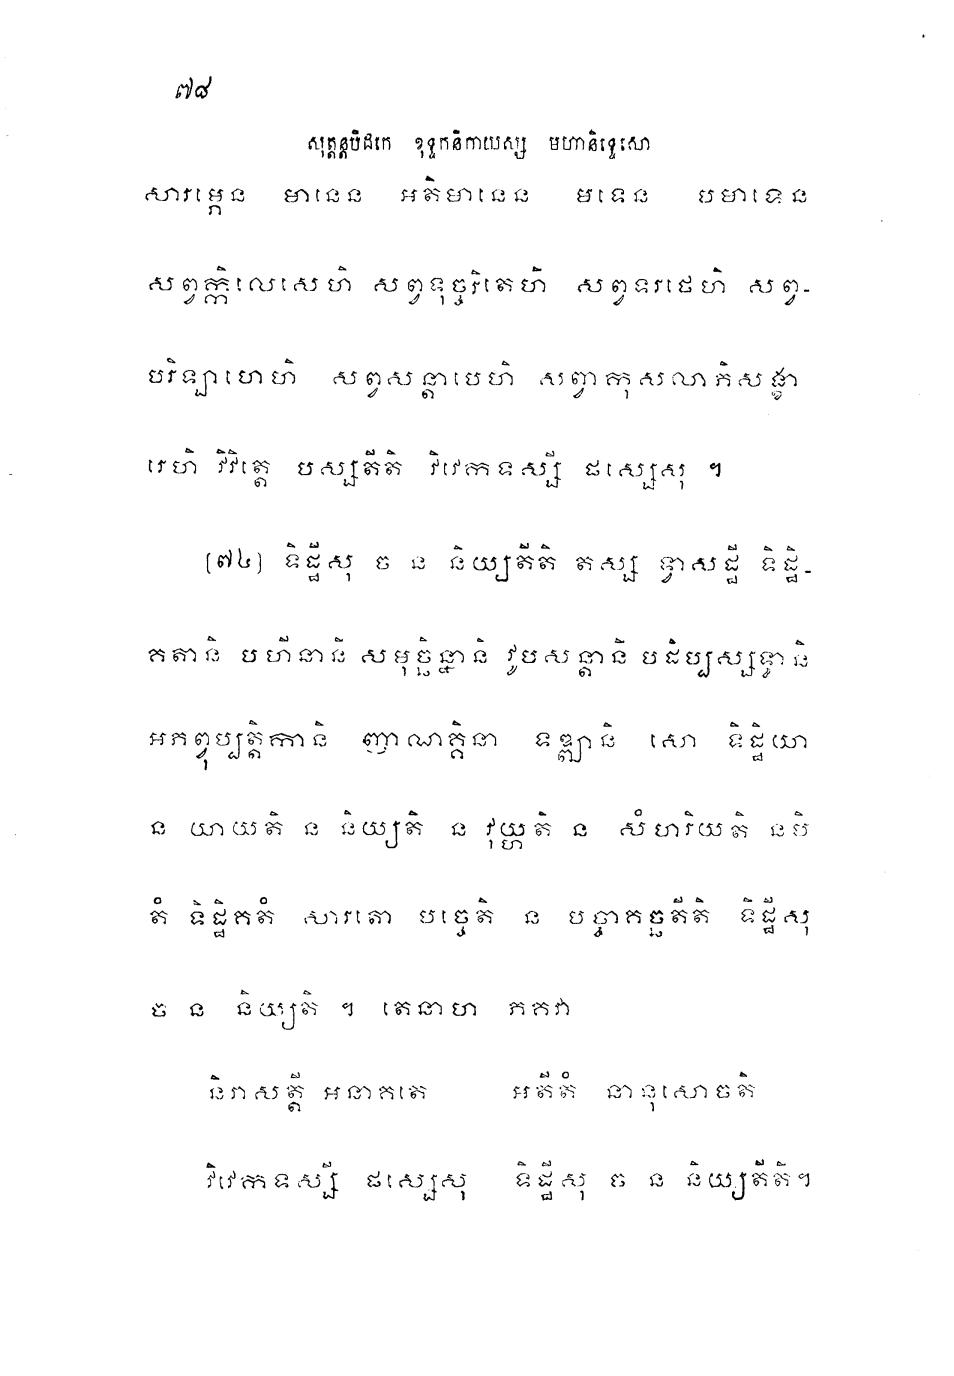 ៧៨
សុត្តន្តបិដកេ ខុទ្ទកនិកាយស្ស មហានិទ្ទេសោ
សារម្ភេន មានេន អតិមានេន មទេន បមាទេន
សព្វក្កិលេសេហិ សព្វទុច្ចរិតេហិ សព្វទរថេហិ សព្វ-
បរិឡាហេហិ សព្វសន្តាបេហិ សព្វាកុសលាភិសង្ខា
រេហិ វិវិត្តេ បស្សតីតិ វិវេកទស្សី ផស្សេសុ ។
[៧៤] ទិដ្ឋីសុ ច ន និយ្យតីតិ តស្ស ទ្វាសដ្ឋី ទិដ្ឋិ-
គតានិ បហីនានិ សមុច្ឆិន្នានិ វូបសន្តានិ បដិប្បស្សទ្ធានិ
អភព្វុប្បត្តិកានិ ញាណគ្គិនា ទឌ្ឍានិ សោ ទិដ្ឋិយា
ន យាយតិ ន និយ្យតិ ន វុយ្ហតិ ន សំហរិយតិ នបិ
តំ ទិដ្ឋិគតំ សារតោ បច្ចេតិ ន បច្ចាគច្ឆតីតិ ទិដ្ឋីសុ
ច ន និយ្យតិ ។ តេនាហ ភគវា
និរាសត្តី អនាគតេ អតីតំ នានុសោចតិ
វិវេកទស្សី ផស្សេសុ ទិដ្ឋីសុ ច ន និយ្យតីតិ។